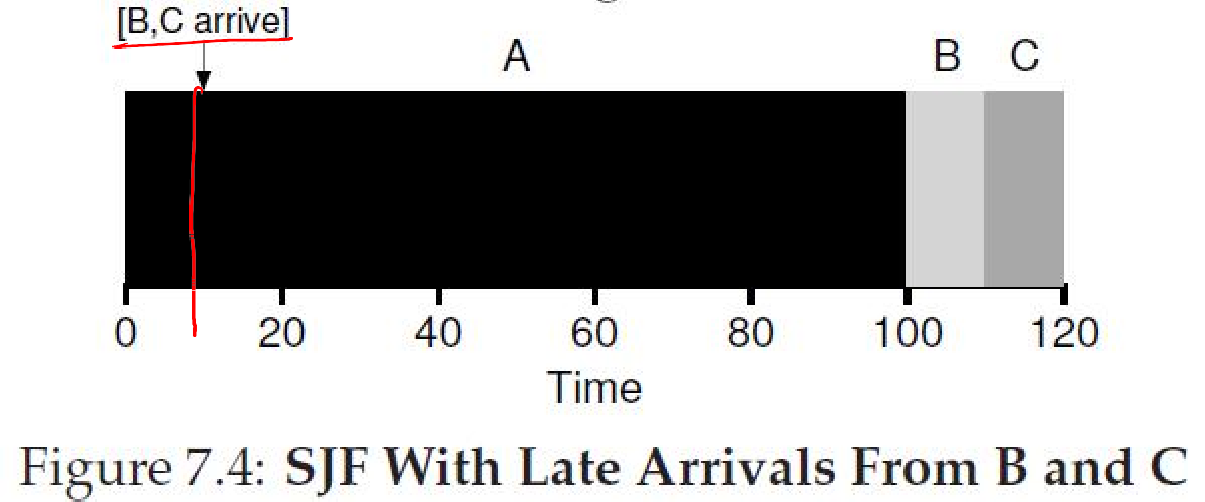 [B,C arrive]
A B C
0 20 40 60 80 100 120
Time
Figure 7.4: SJF With Late Arrivals From B and C